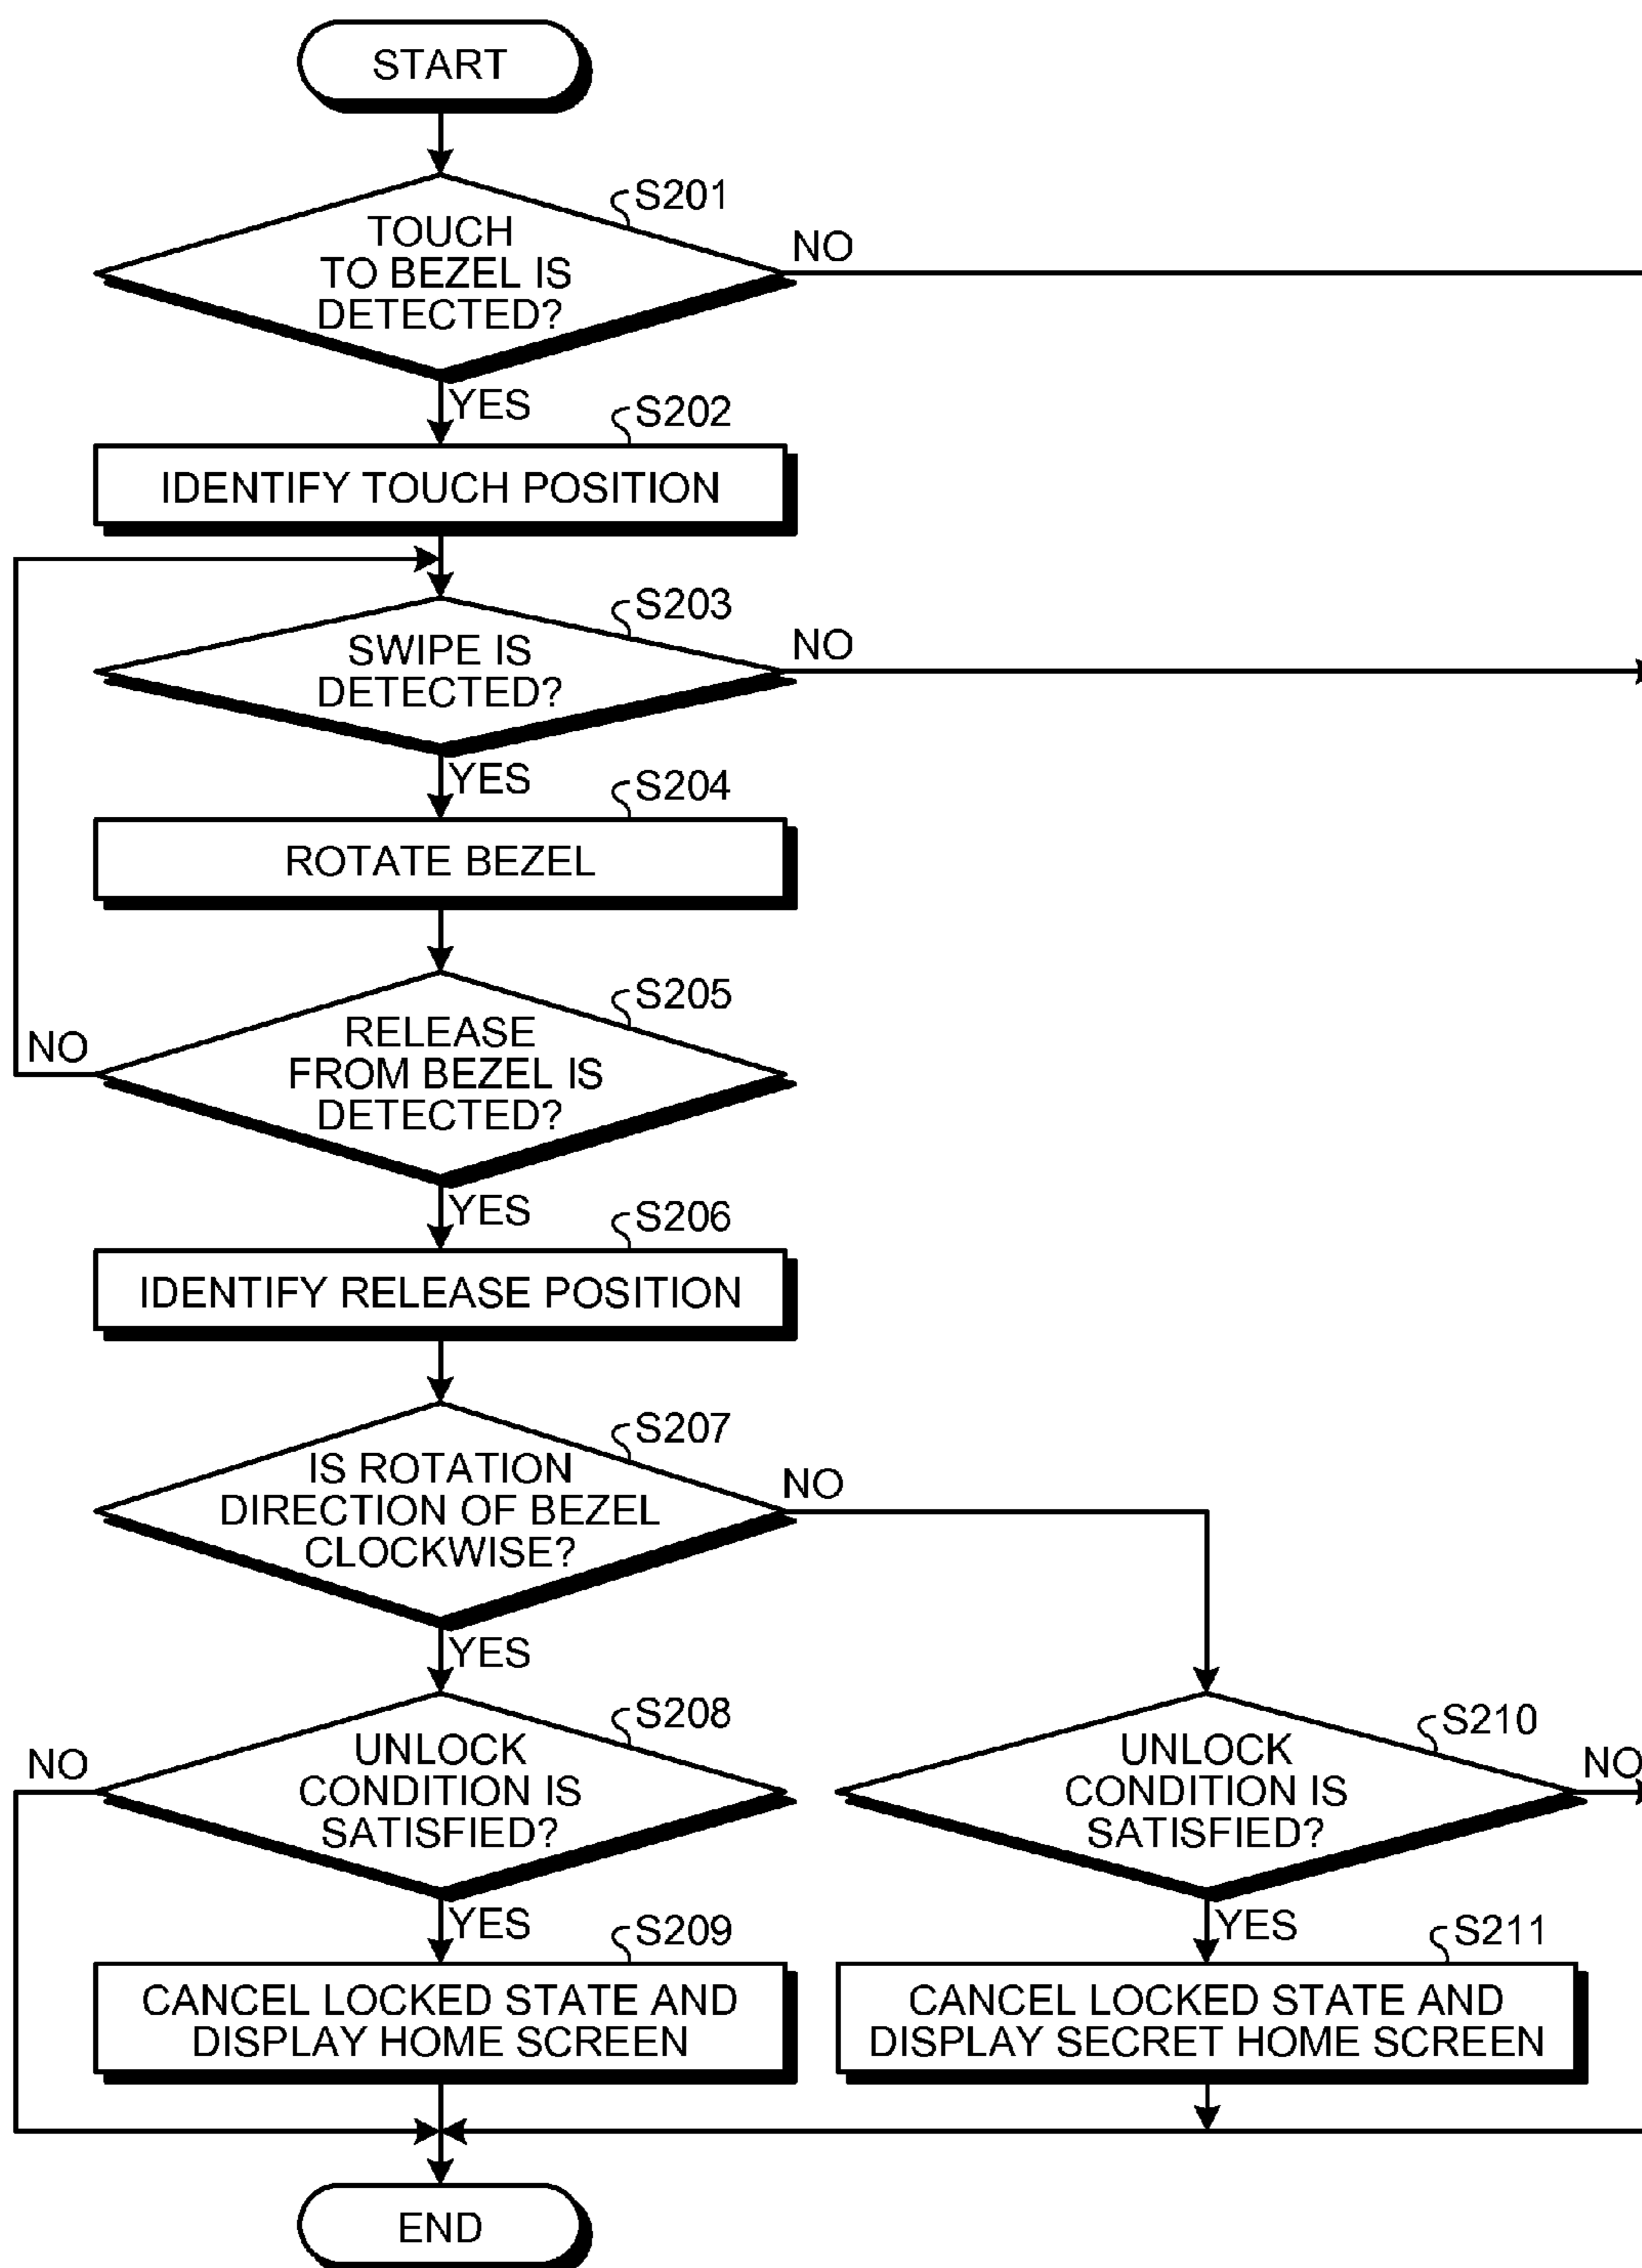 START
S201
TOUCH
TO BEZEL IS
DETECTED?
NO
YES
S202
IDENTIFY TOUCH POSITION
S203
SWIPE IS
DETECTED?
NO
YES
S204
ROTATE BEZEL
S205
RELEASE
FROM BEZEL IS
DETECTED?
NO
YES
S206
IDENTIFY RELEASE POSITION
S207
IS ROTATION
DIRECTION OF BEZEL
CLOCKWISE?
NO
YES
S208
UNLOCK
CONDITION IS
SATISFIED?
NO
YES
S210
UNLOCK
CONDITION IS
SATISFIED?
NO
YES
S209
CANCEL LOCKED STATE AND
DISPLAY HOME SCREEN
S211
CANCEL LOCKED STATE AND
DISPLAY SECRET HOME SCREEN
END